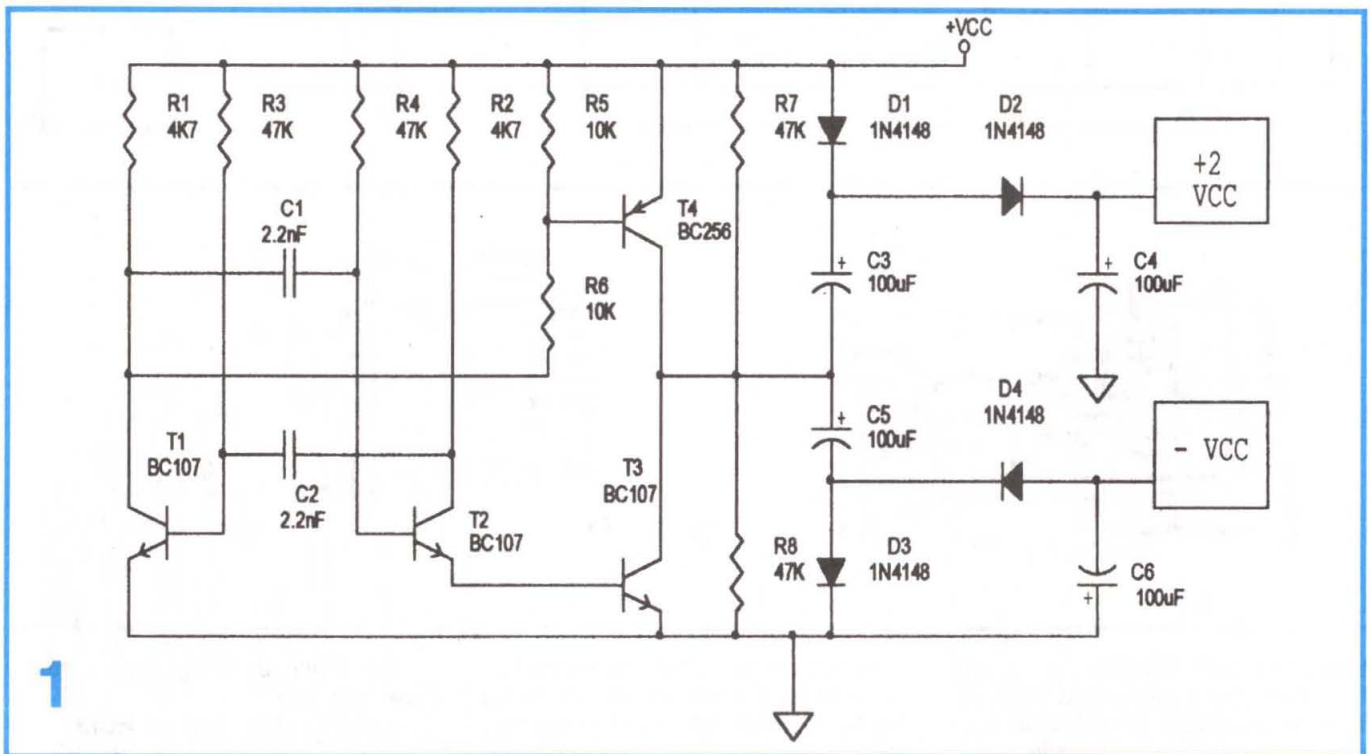 +VCC
R1
4K7
R3
47K
R4
47K
R2
4K7
R5
10K
R7
47K
D1
1N4148
D2
1N4148
+2
VCC
C1
2.2nF
T4
BC256
+
C3
100uF
+
C4
100uF
R6
10K
D4
1N4148
+
C5
100uF
- VCC
T1
BC107
C2
2.2nF
T3
BC107
T2
BC107
R8
47K
D3
1N4148
C6
100uF
+
1